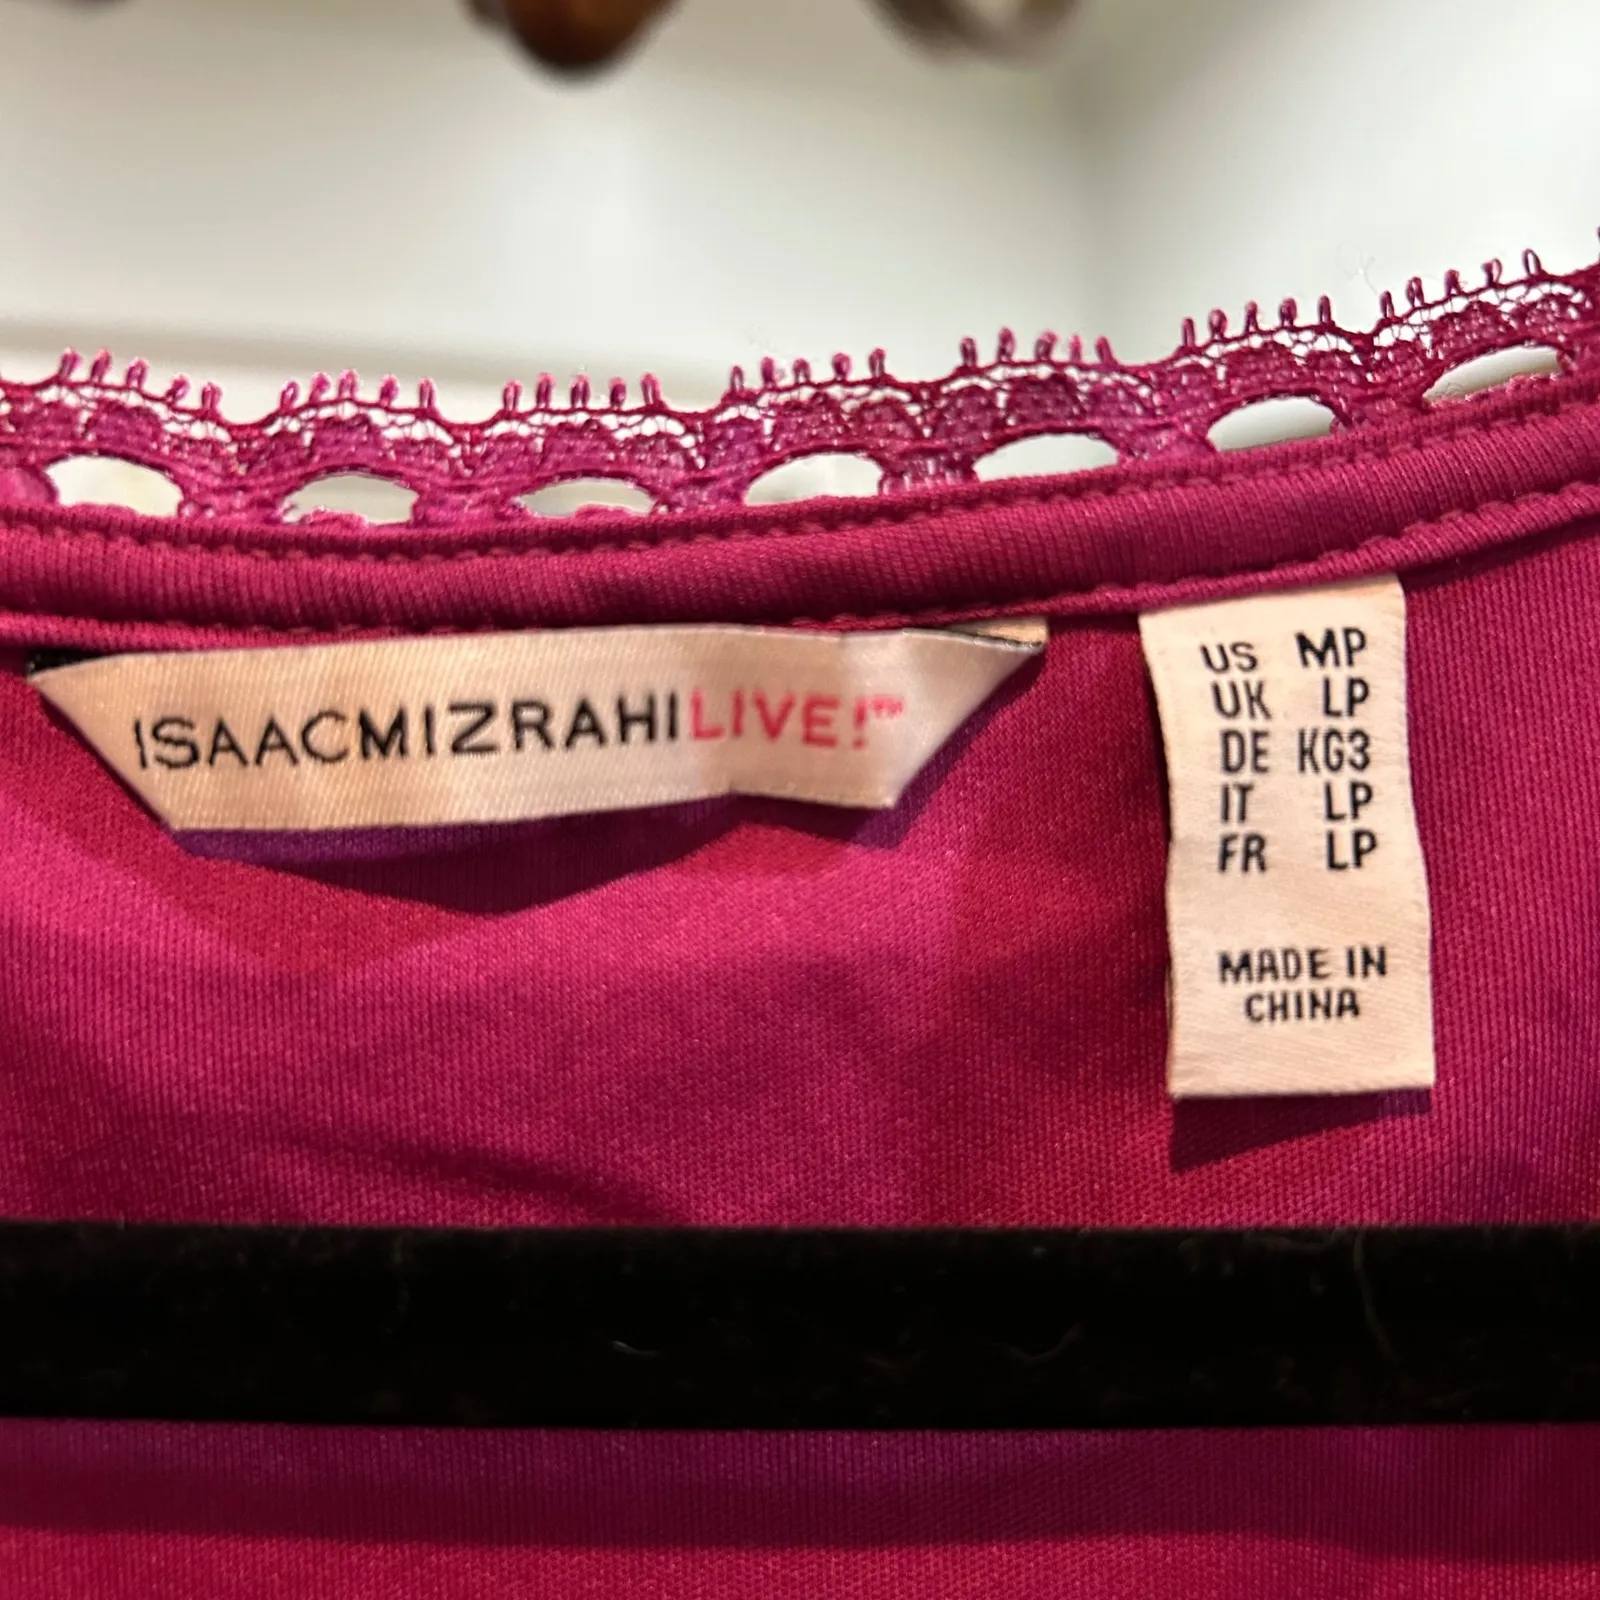 ISAACMIZRAHILIVE!™
US MP
UK LP
DE KG3
IT LP
FR LP
MADE IN
CHINA